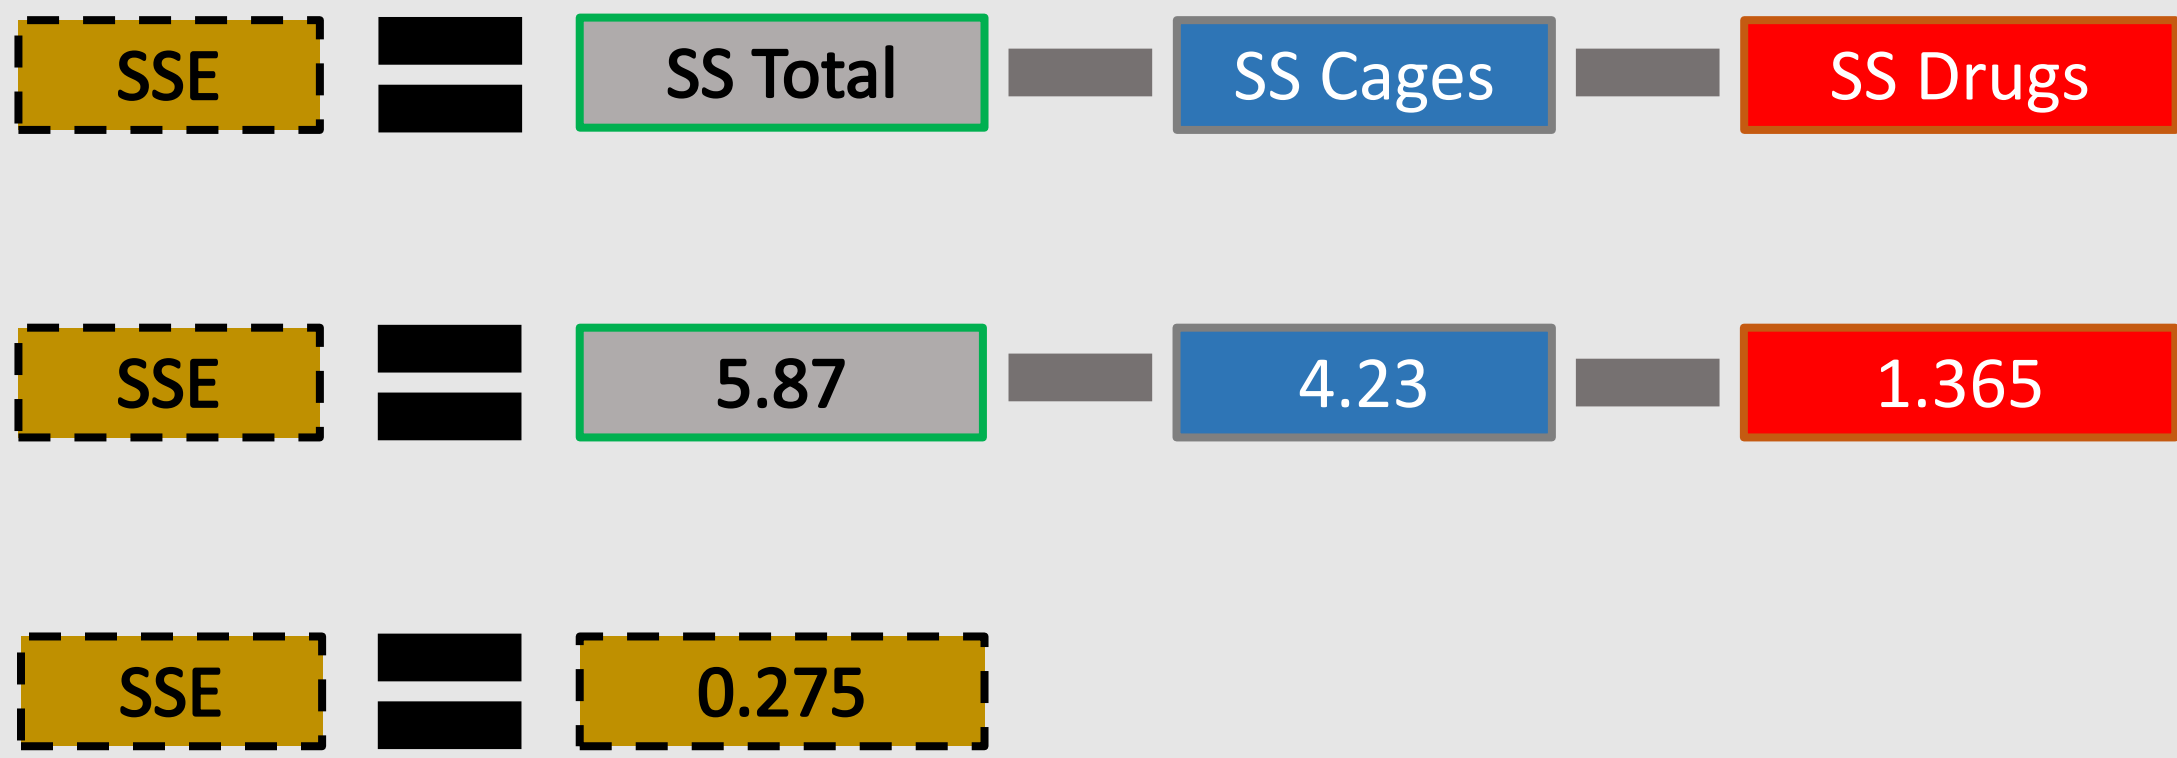 SSE = SS Total - SS Cages - SS Drugs
SSE = 5.87 - 4.23 - 1.365
SSE = 0.275